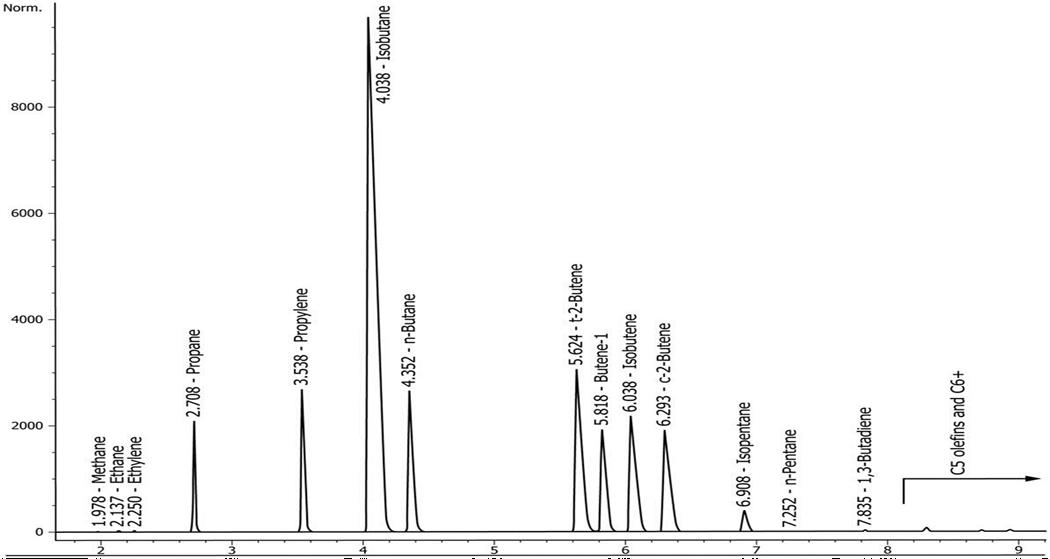 Norm.
8000
6000
4000
2000
0
1.978 - Methane
2.137 - Ethane
2.250 - Ethylene
2.708 - Propane
3.538 - Propylene
4.038 - Isobutane
4.352 - n-Butane
5.624 - t-2-Butene
5.818 - Butene-1
6.038 - Isobutene
6.293 - c-2-Butene
6.908 - Isopentane
7.252 - n-Pentane
7.835 - 1,3-Butadiene
C5 olefins and C6+
2 3 4 5 6 7 8 9